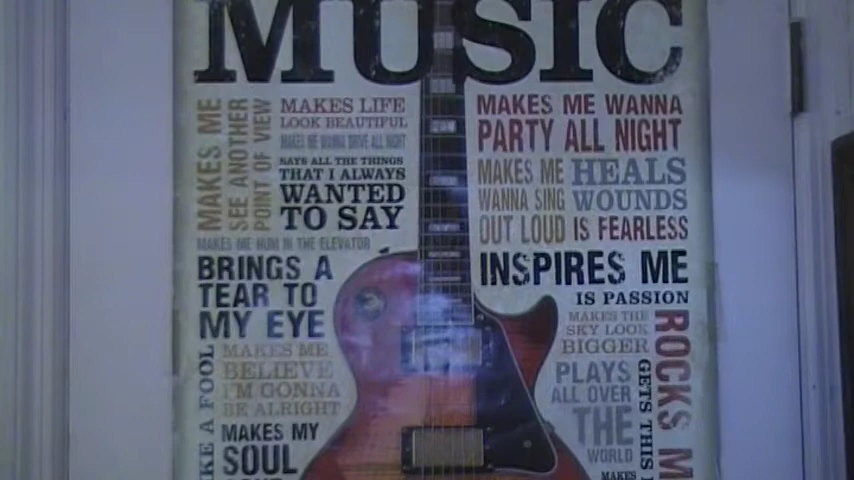 MUSIC
MAKES ME
SEE ANOTHER
POINT OF VIEW
MAKES LIFE
LOOK BEAUTIFUL
MAKES ME WANNA DRIVE ALL NIGHT
SAYS ALL THE THINGS
THAT I ALWAYS
WANTED
TO SAY
MAKES ME HUM IN THE ELEVATOR
BRINGS A
TEAR TO
MY EYE
MAKES ME
BELIEVE
I'M GONNA
BE ALRIGHT
A FOOL
MAKES MY
SOUL
MAKES ME WANNA
PARTY ALL NIGHT
MAKES ME
WANNA SING
OUT LOUD
HEALS
WOUNDS
IS FEARLESS
INSPIRES ME
IS PASSION
MAKES THE
SKY LOOK
BIGGER
PLAYS
ALL OVER
THE
WORLD
MAKES
GETS THIS
ROCKS M